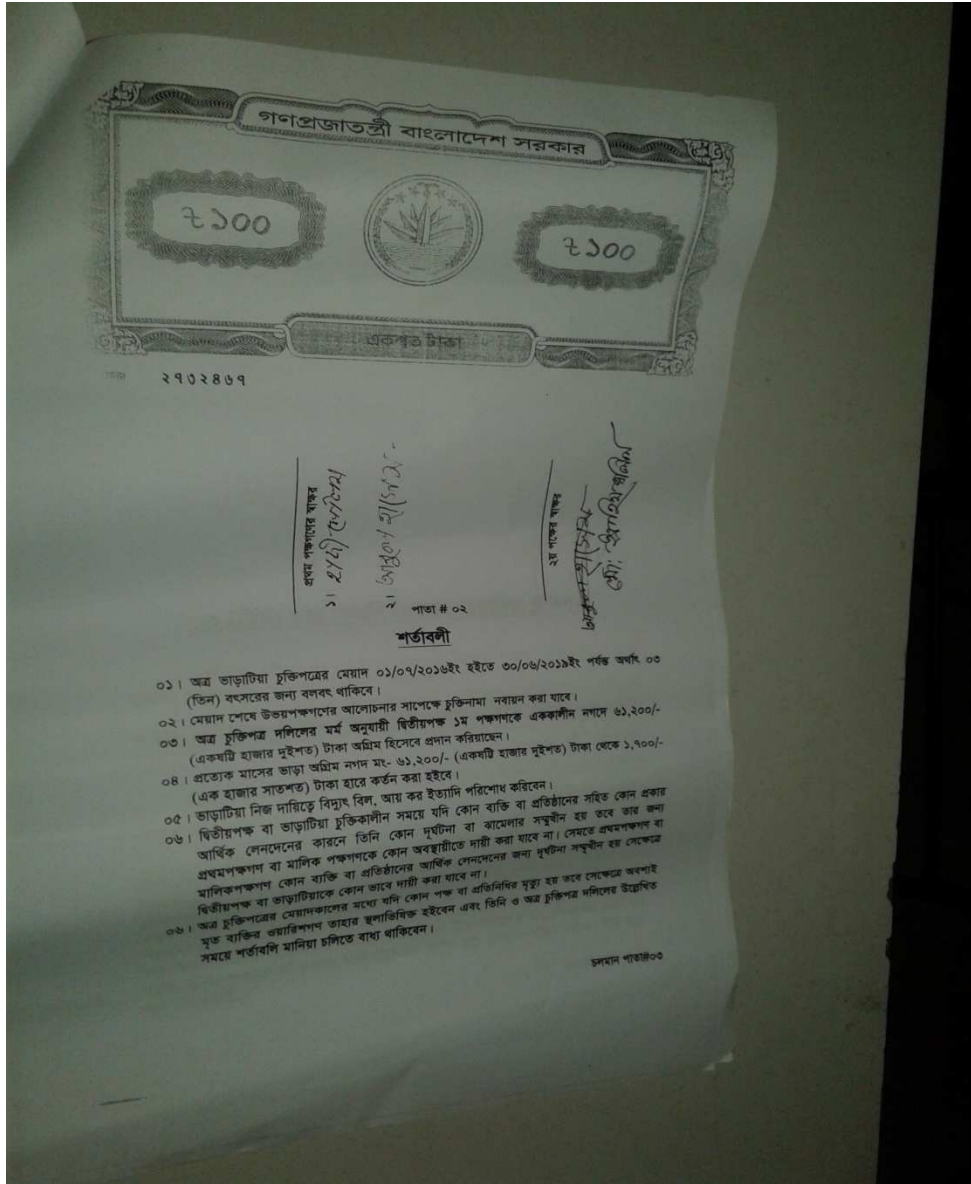 গণপ্রজাতন্ত্রী বাংলাদেশ সরকার
৳১০০
৳১০০
একশত টাকা
২৭৩২৪৬৭
প্রথম পক্ষগনের স্বাক্ষর
১।
২।
২য় পক্ষের স্বাক্ষর
পাতা # ০২
শর্তাবলী
০১। অত্র ভাড়াটিয়া চুক্তিপত্রের মেয়াদ ০১/০৭/২০১৬ইং হইতে ৩০/০৬/২০১৯ইং পর্যন্ত অর্থাৎ ০৩
(তিন) বৎসরের জন্য বলবৎ থাকিবে।
০২। মেয়াদ শেষে উভয়পক্ষগণের আলোচনার সাপেক্ষে চুক্তিনামা নবায়ন করা যাবে।
০৩। অত্র চুক্তিপত্র দলিলের মর্ম অনুযায়ী দ্বিতীয়পক্ষ ১ম পক্ষগণকে এককালীন নগদে ৬১,২০০/-
(একষট্টি হাজার দুইশত) টাকা অগ্রিম হিসেবে প্রদান করিয়াছেন।
০৪। প্রত্যেক মাসের ভাড়া অগ্রিম নগদ মং- ৬১,২০০/- (একষট্টি হাজার দুইশত) টাকা থেকে ১,৭০০/-
(এক হাজার সাতশত) টাকা হারে কর্তন করা হইবে।
০৫। ভাড়াটিয়া নিজ দায়িত্বে বিদ্যুৎ বিল, আয় কর ইত্যাদি পরিশোধ করিবেন।
০৬। দ্বিতীয়পক্ষ বা ভাড়াটিয়া চুক্তিকালীন সময়ে যদি কোন ব্যক্তি বা প্রতিষ্ঠানের সহিত কোন প্রকার
আর্থিক লেনদেনের কারনে তিনি কোন দূর্ঘটনা বা ঝামেলার সম্মুখীন হয় তবে তার জন্য
প্রথমপক্ষগণ বা মালিক পক্ষগণকে কোন অবস্থায়ীতে দায়ী করা যাবে না। সেমতে প্রথমপক্ষগণ বা
মালিকপক্ষগণ কোন ব্যক্তি বা প্রতিষ্ঠানের আর্থিক লেনদেনের জন্য দূর্ঘটনা সম্মুখীন হয় সেক্ষেত্রে
দ্বিতীয়পক্ষ বা ভাড়াটিয়াকে কোন ভাবে দায়ী করা যাবে না।
০৬। অত্র চুক্তিপত্রের মেয়াদকালের মধ্যে যদি কোন পক্ষ বা প্রতিনিধির মৃত্যু হয় তবে সেক্ষেত্রে অবশ্যই
মৃত ব্যক্তির ওয়ারিশগণ তাহার স্থলাভিষিক্ত হইবেন এবং তিনি ও অত্র চুক্তিপত্র দলিলের উল্লেখিত
সময়ে শর্তাবলি মানিয়া চলিতে বাধ্য থাকিবেন।
চলমান পাতা#০৩